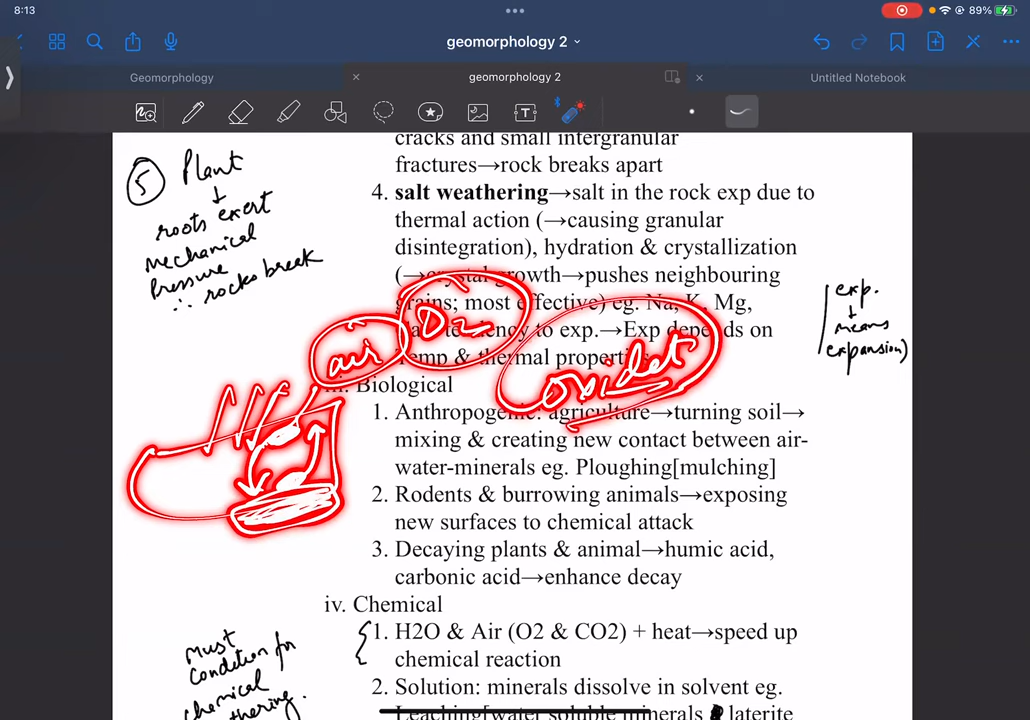 8:13
89%
geomorphology 2
Geomorphology
geomorphology 2
Untitled Notebook
cracks and small intergranular
fractures→rock breaks apart
4. salt weathering→salt in the rock exp due to
thermal action (→causing granular
disintegration), hydration & crystallization
(→crystal growth→pushes neighbouring
grains; most effective) eg. Na, K, Mg,
tendency to exp.→Exp depends on
Temp & thermal properties
iii. Biological
1. Anthropogenic: agriculture→turning soil→
mixing & creating new contact between air-
water-minerals eg. Ploughing[mulching]
2. Rodents & burrowing animals→exposing
new surfaces to chemical attack
3. Decaying plants & animal→humic acid,
carbonic acid→enhance decay
iv. Chemical
1. H2O & Air (O2 & CO2) + heat→speed up
chemical reaction
2. Solution: minerals dissolve in solvent eg.
Leaching[water soluble minerals laterite
5 Plant
↓
roots exert
mechanical
pressure
∴ rocks break
air
O2
oxidet
exp.
↓
means
expansion)
Must
Condition for
chemical
weathering.